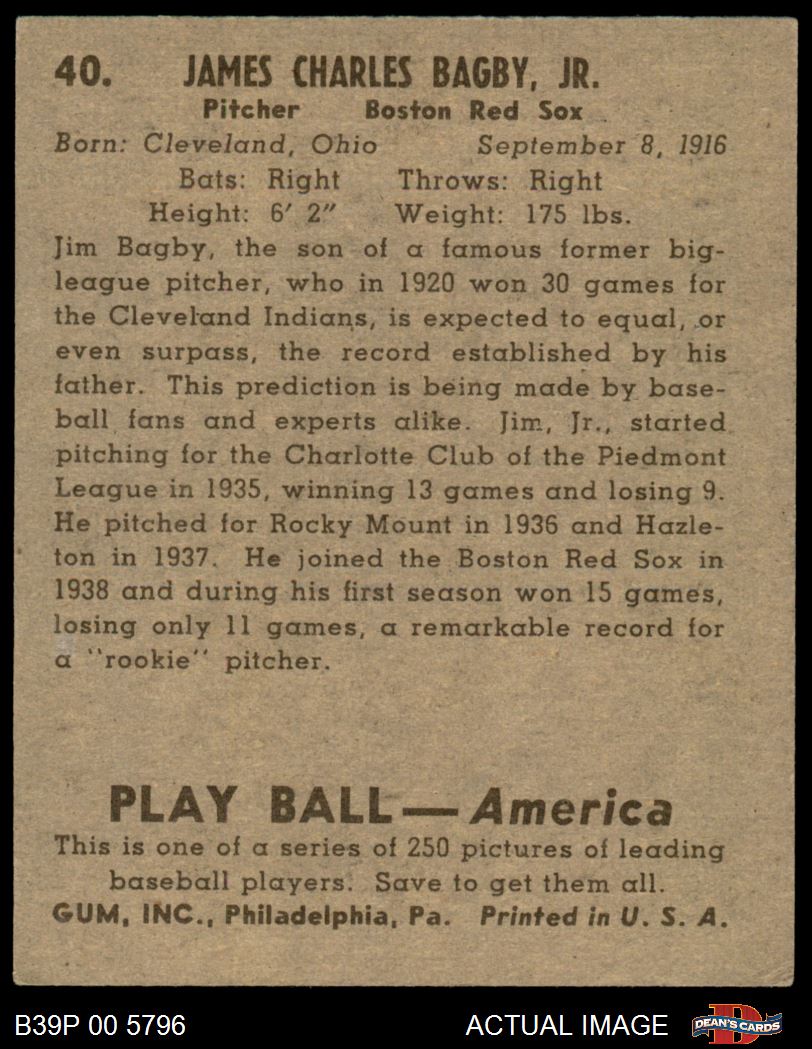 40. JAMES CHARLES BAGBY, JR.
Pitcher Boston Red Sox
Born: Cleveland, Ohio September 8, 1916
Bats: Right Throws: Right
Height: 6' 2" Weight: 175 lbs.
Jim Bagby, the son of a famous former big-
league pitcher, who in 1920 won 30 games for
the Cleveland Indians, is expected to equal, or
even surpass, the record established by his
father. This prediction is being made by base-
ball fans and experts alike. Jim, Jr., started
pitching for the Charlotte Club of the Piedmont
League in 1935, winning 13 games and losing 9.
He pitched for Rocky Mount in 1936 and Hazle-
ton in 1937. He joined the Boston Red Sox in
1938 and during his first season won 15 games,
losing only 11 games, a remarkable record for
a "rookie" pitcher.
PLAY BALL—America
This is one of a series of 250 pictures of leading
baseball players. Save to get them all.
GUM, INC., Philadelphia, Pa. Printed in U. S. A.
B39P 00 5796 ACTUAL IMAGE DEAN'S CARDS